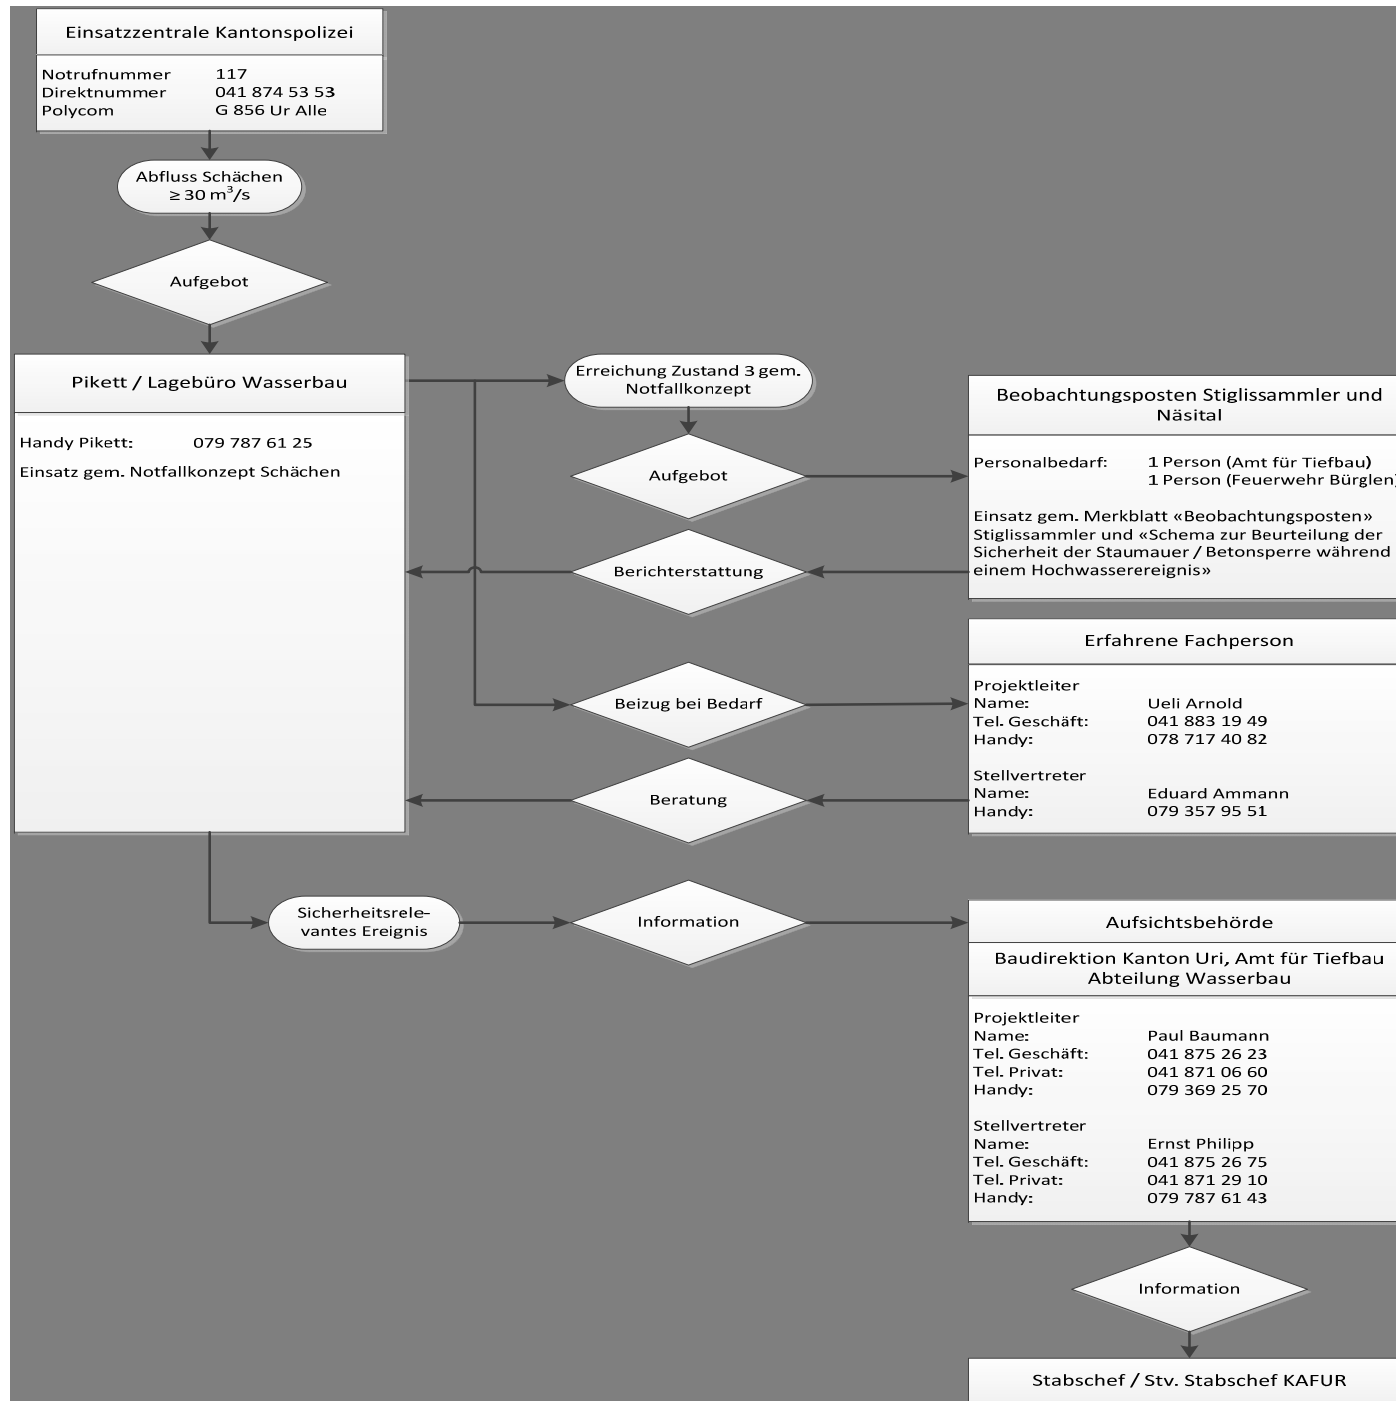 Einsatzzentrale Kantonspolizei
Notrufnummer 117
Direktnummer 041 874 53 53
Polycom G 856 Ur Alle
Abfluss Schächen
≥ 30 m³/s
Aufgebot
Pikett / Lagebüro Wasserbau
Handy Pikett: 079 787 61 25
Einsatz gem. Notfallkonzept Schächen
Erreichung Zustand 3 gem.
Notfallkonzept
Aufgebot
Beobachtungsposten Stiglissammler und
Näsital
Personalbedarf: 1 Person (Amt für Tiefbau)
1 Person (Feuerwehr Bürglen)
Einsatz gem. Merkblatt «Beobachtungsposten»
Stiglissammler und «Schema zur Beurteilung der
Sicherheit der Staumauer / Betonsperre während
einem Hochwasserereignis»
Berichterstattung
Erfahrene Fachperson
Projektleiter
Name: Ueli Arnold
Tel. Geschäft: 041 883 19 49
Handy: 078 717 40 82
Stellvertreter
Name: Eduard Ammann
Handy: 079 357 95 51
Beizug bei Bedarf
Beratung
Sicherheitsrele-
vantes Ereignis
Information
Aufsichtsbehörde
Baudirektion Kanton Uri, Amt für Tiefbau
Abteilung Wasserbau
Projektleiter
Name: Paul Baumann
Tel. Geschäft: 041 875 26 23
Tel. Privat: 041 871 06 60
Handy: 079 369 25 70
Stellvertreter
Name: Ernst Philipp
Tel. Geschäft: 041 875 26 75
Tel. Privat: 041 871 29 10
Handy: 079 787 61 43
Information
Stabschef / Stv. Stabschef KAFUR